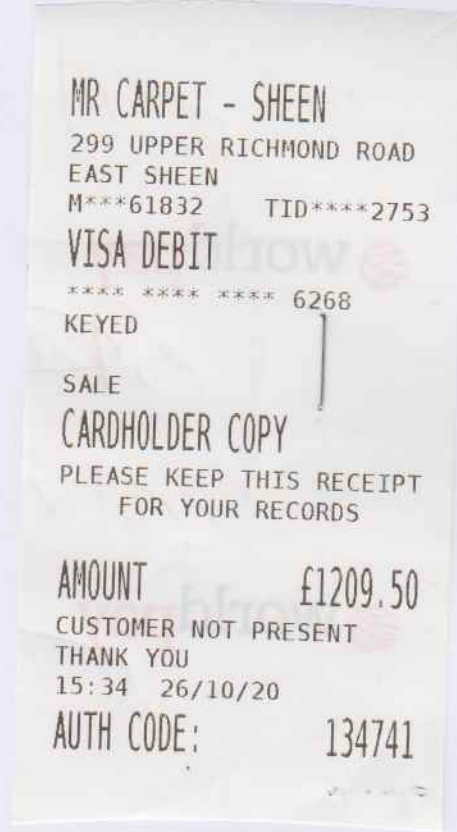 MR CARPET - SHEEN
299 UPPER RICHMOND ROAD
EAST SHEEN
M***61832 TID****2753
VISA DEBIT
**** **** **** 6268
KEYED
SALE
CARDHOLDER COPY
PLEASE KEEP THIS RECEIPT
FOR YOUR RECORDS
AMOUNT £1209.50
CUSTOMER NOT PRESENT
THANK YOU
15:34 26/10/20
AUTH CODE: 134741